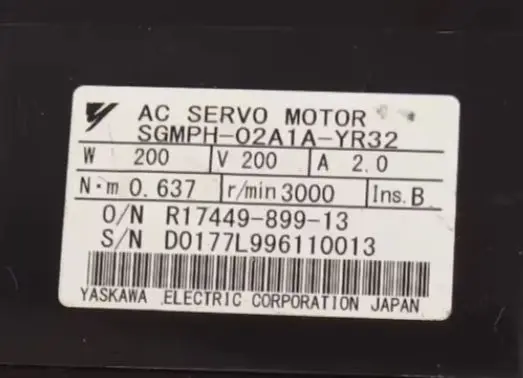 AC SERVO MOTOR
SGMPH-02A1A-YR32
W 200 V 200 A 2.0
N・m 0.637 r/min 3000 Ins. B
O/N R17449-899-13
S/N D0177L996110013
YASKAWA ELECTRIC CORPORATION JAPAN